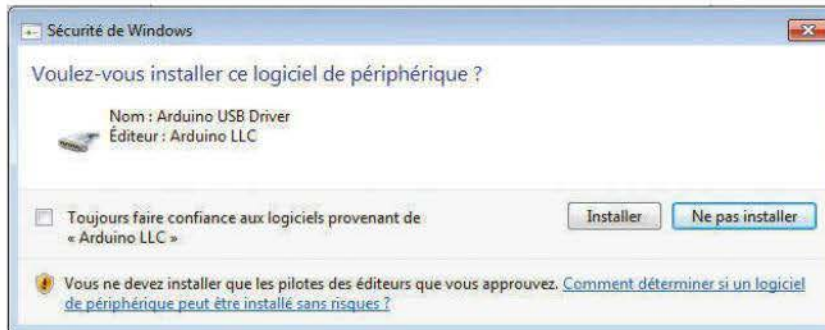 Sécurité de Windows
Voulez-vous installer ce logiciel de périphérique ?
Nom : Arduino USB Driver
Éditeur : Arduino LLC
Toujours faire confiance aux logiciels provenant de
« Arduino LLC »
Installer
Ne pas installer
Vous ne devez installer que les pilotes des éditeurs que vous approuvez. Comment déterminer si un logiciel
de périphérique peut être installé sans risques ?